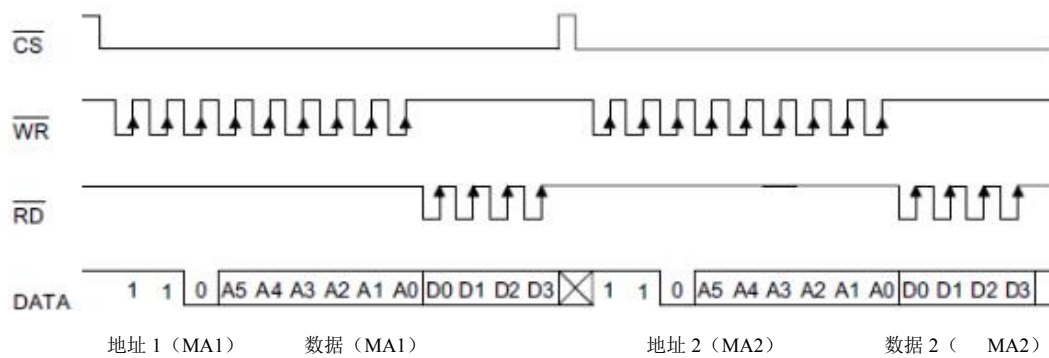 CS
WR
RD
DATA 1 1 0 A5 A4 A3 A2 A1 A0 D0 D1 D2 D3 1 1 0 A5 A4 A3 A2 A1 A0 D0 D1 D2 D3
地址 1（MA1） 数据（MA1） 地址 2（MA2） 数据 2（ MA2）